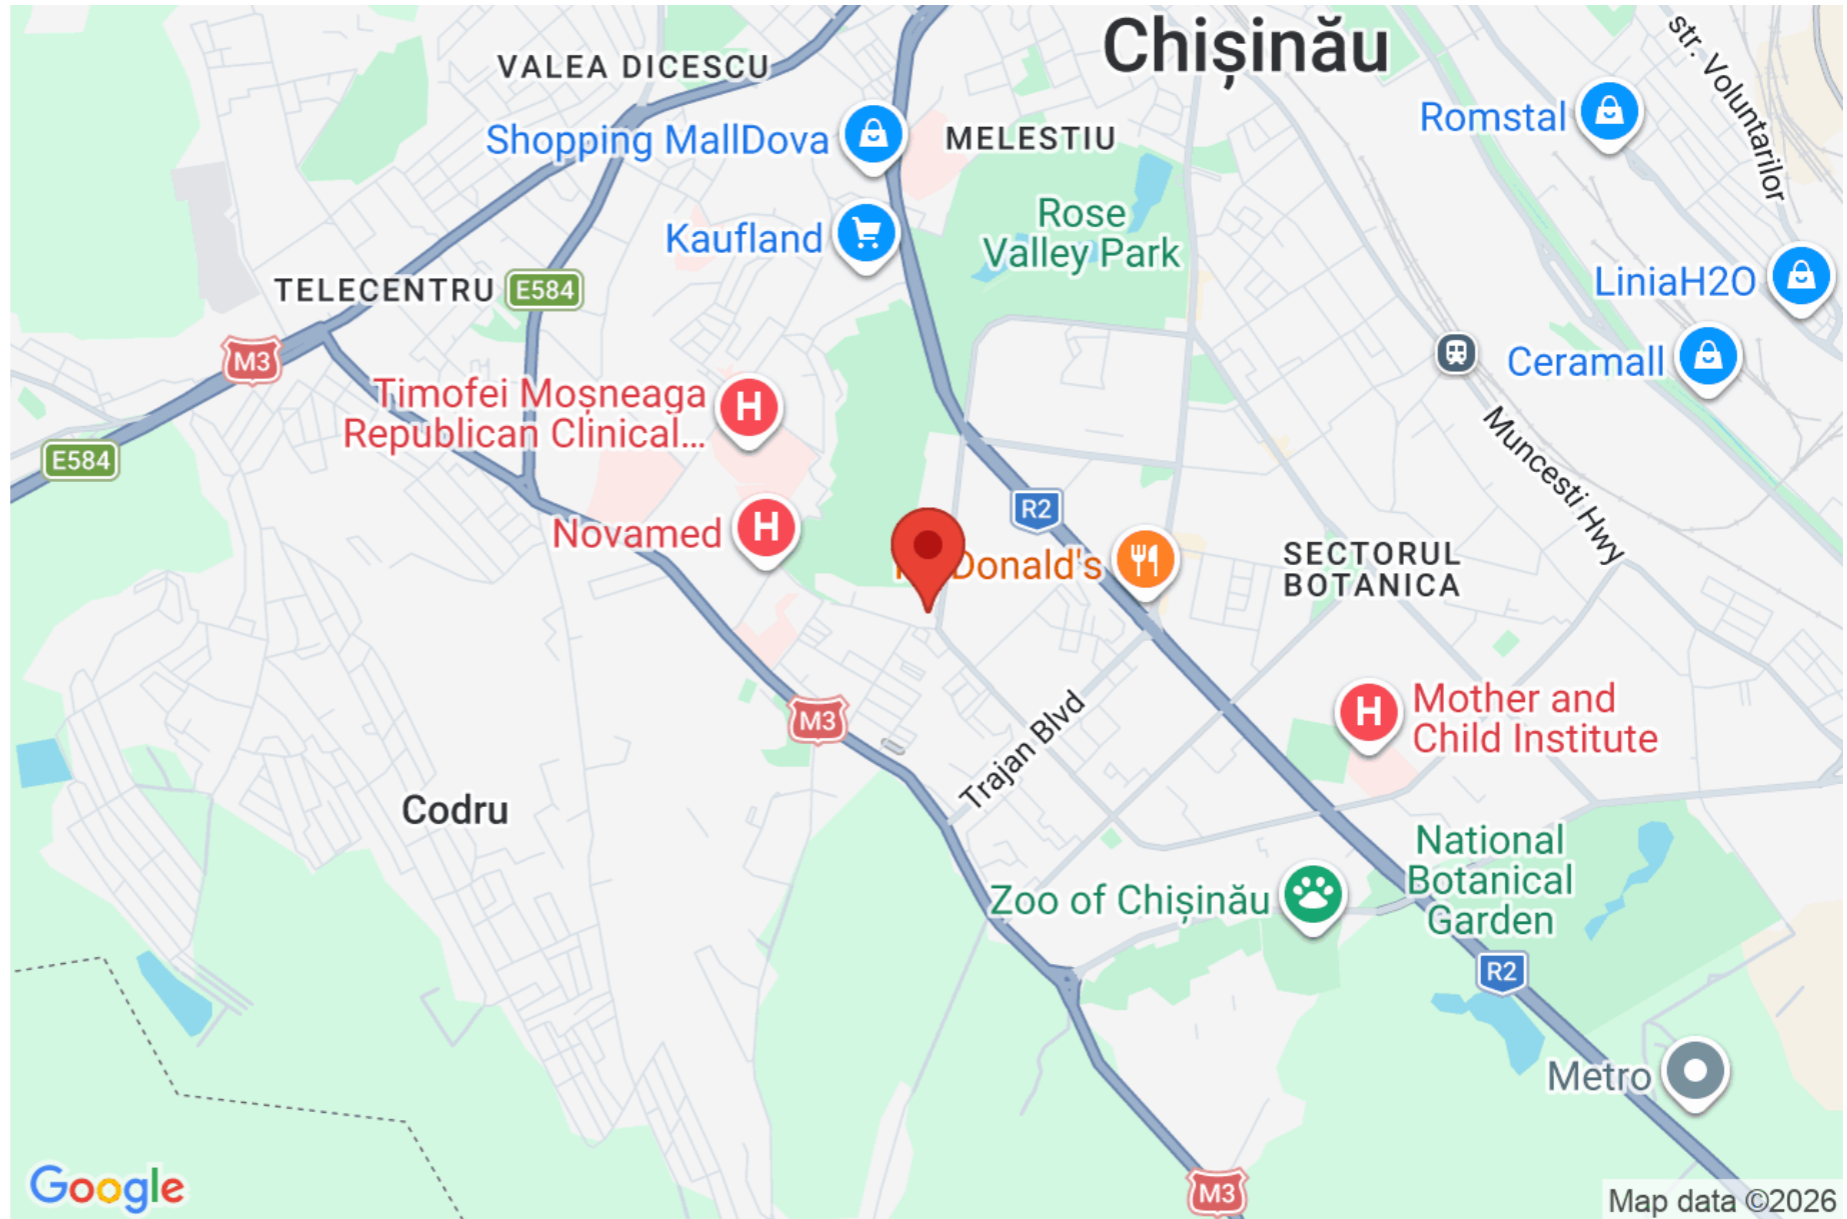 Chișinău
str. Voluntarilor
VALEA DICESCU
Romstal
Shopping MallDova
MELESTIU
Rose
Valley Park
Kaufland
LiniaH2O
TELECENTRU
E584
Ceramall
M3
Timofei Moșneaga
Republican Clinical...
H
E584
Muncesti Hwy
R2
Novamed
H
Donald's
SECTORUL
BOTANICA
Mother and
Child Institute
H
M3
Trajan Blvd
Codru
National
Botanical
Garden
Zoo of Chișinău
R2
Metro
Google
M3
Map data ©2026